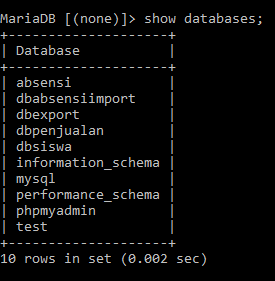 MariaDB [(none)]> show databases;
+--------------------+
| Database           |
+--------------------+
| absensi            |
| dbabsensiimport    |
| dbexport           |
| dbpenjualan        |
| dbsiswa            |
| information_schema |
| mysql              |
| performance_schema |
| phpmyadmin         |
| test               |
+--------------------+
10 rows in set (0.002 sec)